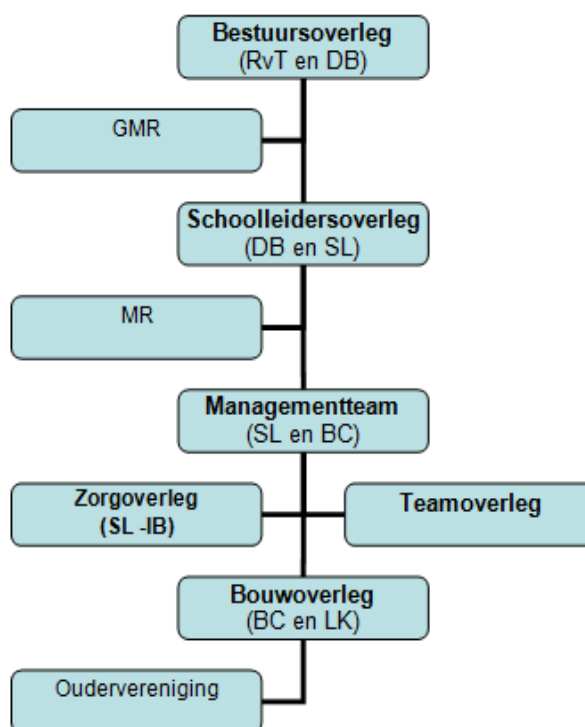 Bestuursoverleg
(RvT en DB)
GMR
Schoolleidersoverleg
(DB en SL)
MR
Managementteam
(SL en BC)
Zorgoverleg
(SL -IB)
Teamoverleg
Bouwoverleg
(BC en LK)
Oudervereniging